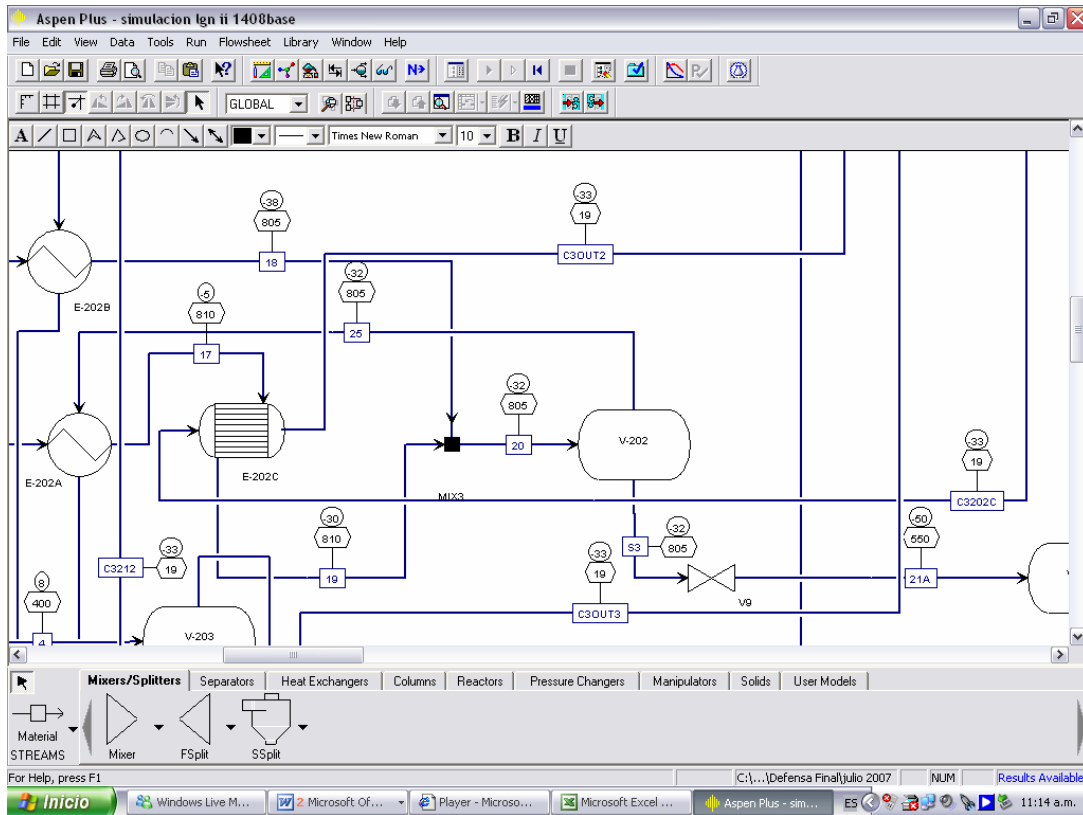 Aspen Plus - simulacion lgn ii 1408base
File Edit View Data Tools Run Flowsheet Library Window Help
N>
GLOBAL
A Times New Roman 10 B I U
-38
805
18
-33
19
C3OUT2
E-202B
-32
805
25
-5
810
17
-32
805
20
V-202
E-202A
E-202C
MIX3
-33
19
C3202C
-30
810
19
-32
805
S3
-50
550
21A
V9
C3212
-33
19
-33
19
C3OUT3
8
400
4
V-203
V
Mixers/Splitters Separators Heat Exchangers Columns Reactors Pressure Changers Manipulators Solids User Models
Material
STREAMS Mixer FSplit SSplit
For Help, press F1 C:\...\Defensa Final\julio 2007 NUM Results Available
Inicio Windows Live M... 2 Microsoft Of... Player - Microso... Microsoft Excel ... Aspen Plus - sim... ES 11:14 a.m.